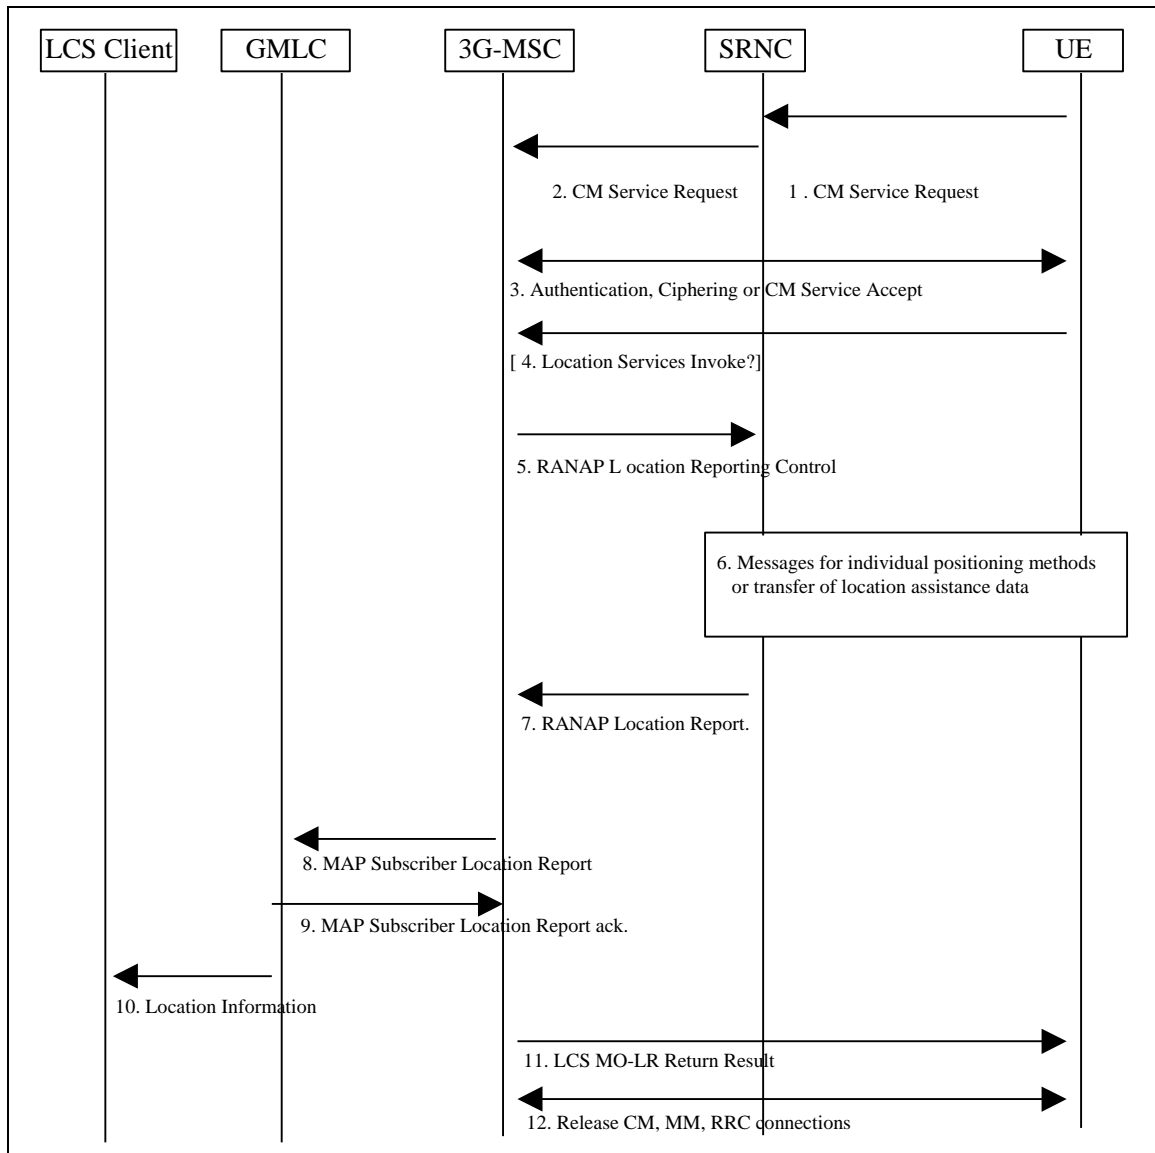 LCS Client GMLC 3G-MSC SRNC UE
2. CM Service Request 1 . CM Service Request
3. Authentication, Ciphering or CM Service Accept
[ 4. Location Services Invoke?]
5. RANAP L ocation Reporting Control
6. Messages for individual positioning methods
or transfer of location assistance data
7. RANAP Location Report.
8. MAP Subscriber Location Report
9. MAP Subscriber Location Report ack.
10. Location Information
11. LCS MO-LR Return Result
12. Release CM, MM, RRC connections